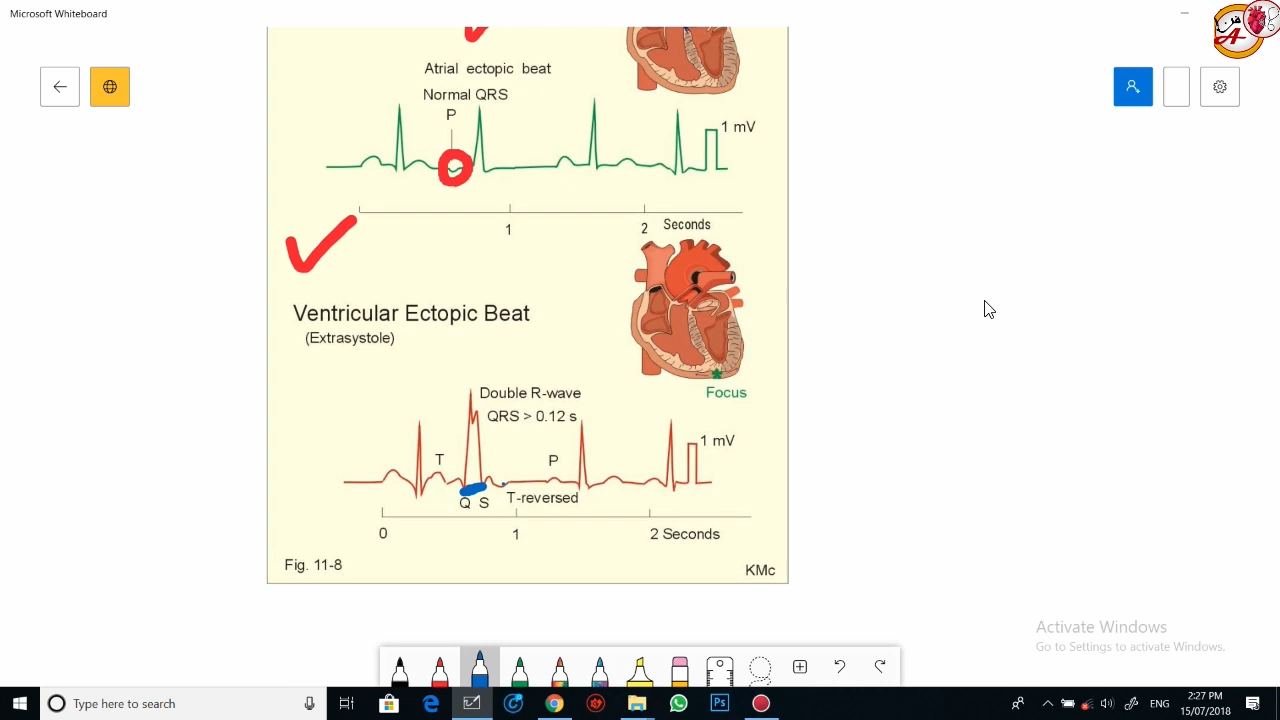 Microsoft Whiteboard
Atrial ectopic beat
Normal QRS
P
1 mV
1
2 Seconds
Ventricular Ectopic Beat
(Extrasystole)
Focus
Double R-wave
QRS > 0.12 s
T
P
1 mV
Q S
T-reversed
0
1
2 Seconds
Fig. 11-8
KMc
Activate Windows
Go to Settings to activate Windows.
Type here to search
ENG
2:27 PM
15/07/2018